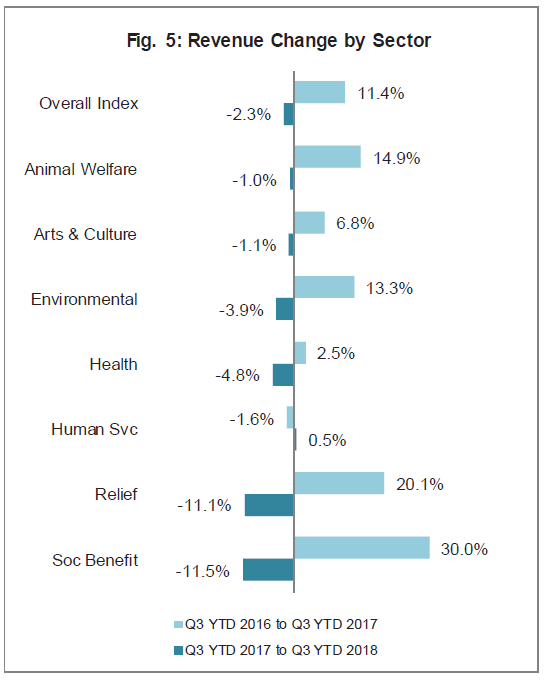 Fig. 5: Revenue Change by Sector
Overall Index
11.4%
-2.3%
Animal Welfare
14.9%
-1.0%
Arts & Culture
6.8%
-1.1%
Environmental
13.3%
-3.9%
Health
2.5%
-4.8%
Human Svc
-1.6%
0.5%
Relief
20.1%
-11.1%
Soc Benefit
30.0%
-11.5%
Q3 YTD 2016 to Q3 YTD 2017
Q3 YTD 2017 to Q3 YTD 2018